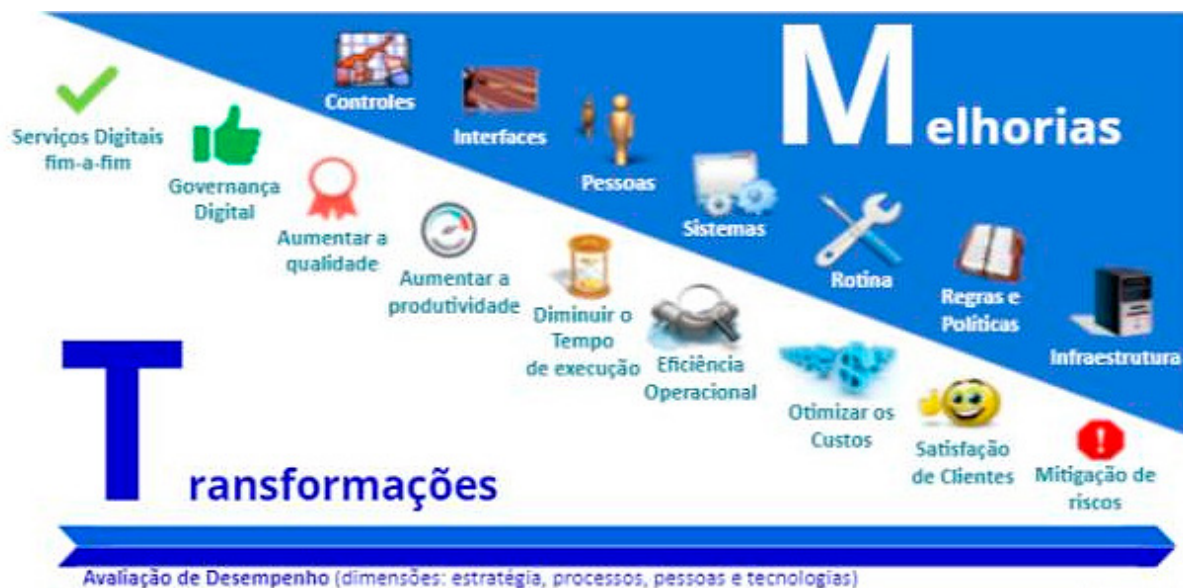 Melhorias
Controles
Interfaces
Pessoas
Sistemas
Rotina
Regras e
Políticas
Infraestrutura
Serviços Digitais
fim-a-fim
Governança
Digital
Aumentar a
qualidade
Aumentar a
produtividade
Diminuir o
Tempo
de execução
Eficiência
Operacional
Otimizar os
Custos
Satisfação
de Clientes
Mitigação de
riscos
Transformações
Avaliação de Desempenho (dimensões: estratégia, processos, pessoas e tecnologias)